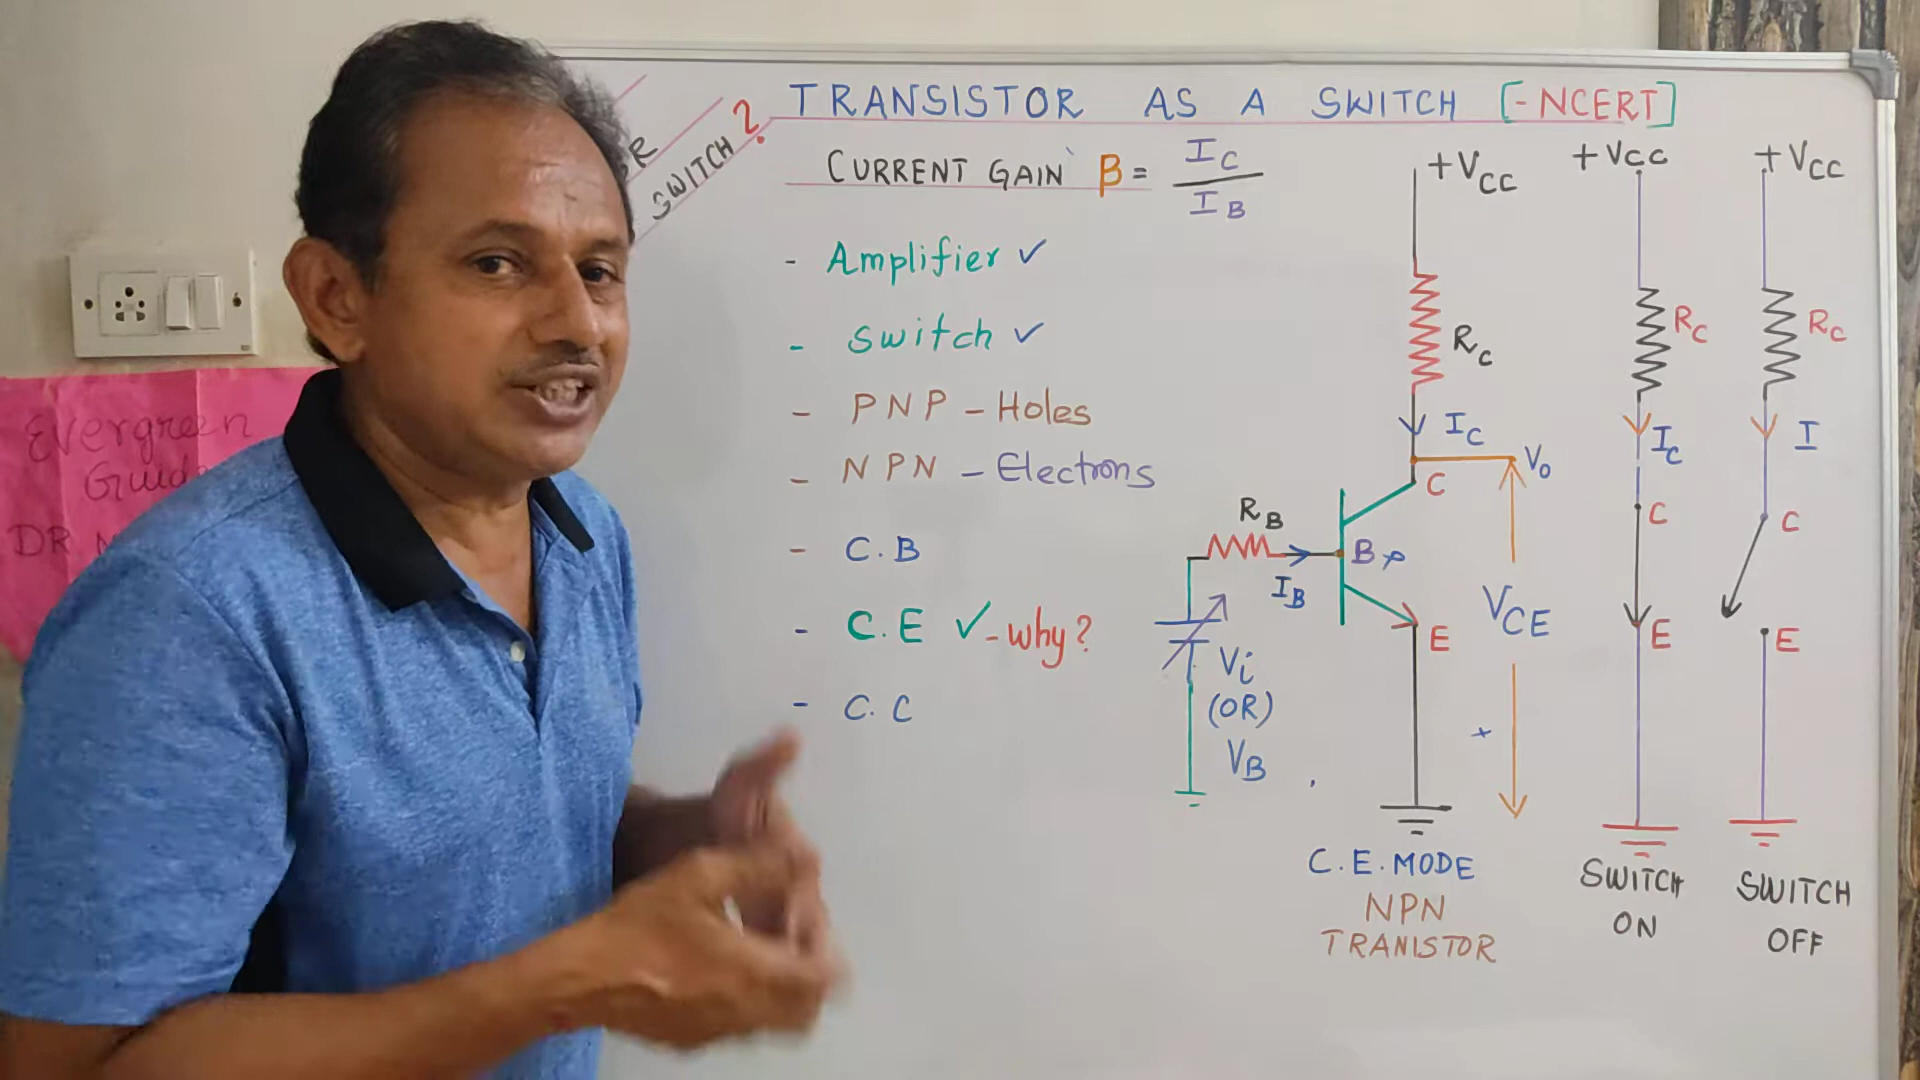 Evergreen
DR
SWITCH ?
TRANSISTOR AS A SWITCH [-NCERT]
CURRENT GAIN β = IC / IB
- Amplifier ✓
- Switch ✓
- PNP - Holes
- NPN - Electrons
- C.B
- C.E ✓ - why?
- C.C
+VCC
RC
IC
C
Vo
RB
IB
B P
E
VCE
Vi
(OR)
VB
+
C.E.MODE
NPN
TRANISTOR
+VCC
RC
IC
C
E
SWITCH
ON
+VCC
RC
I
C
E
SWITCH
OFF